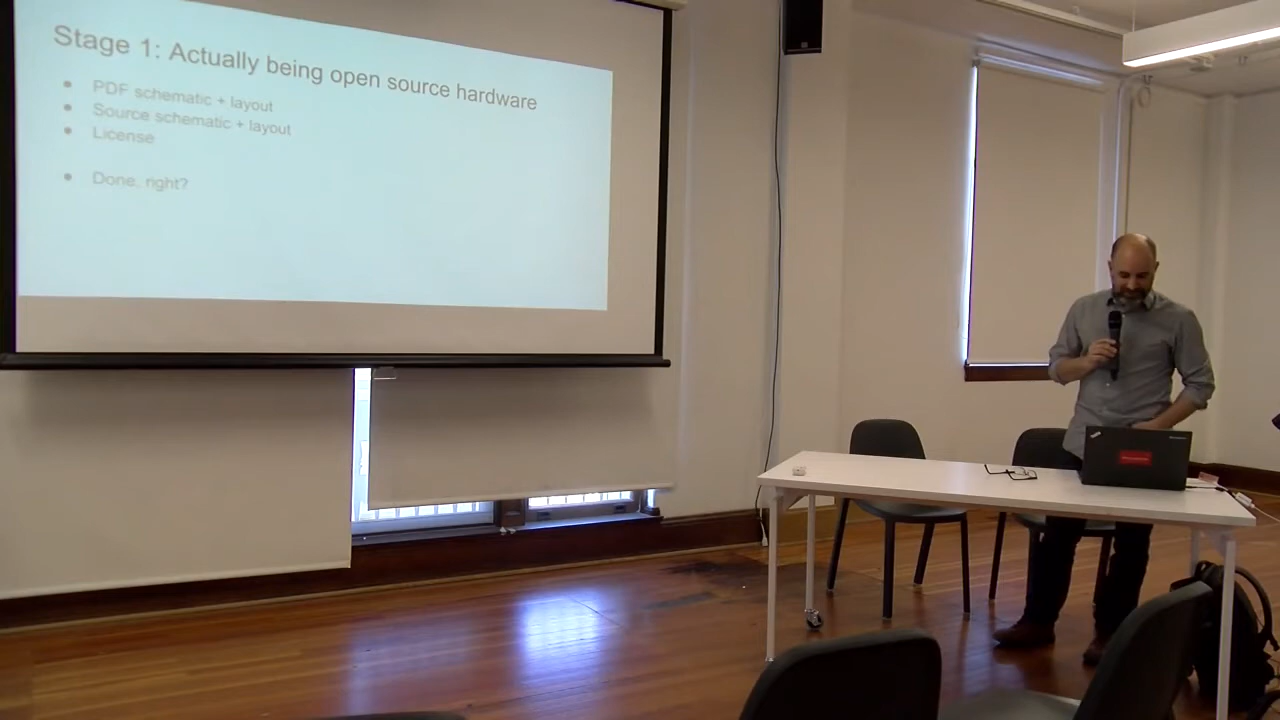 Stage 1: Actually being open source hardware
● PDF schematic + layout
● Source schematic + layout
● License
● Done, right?